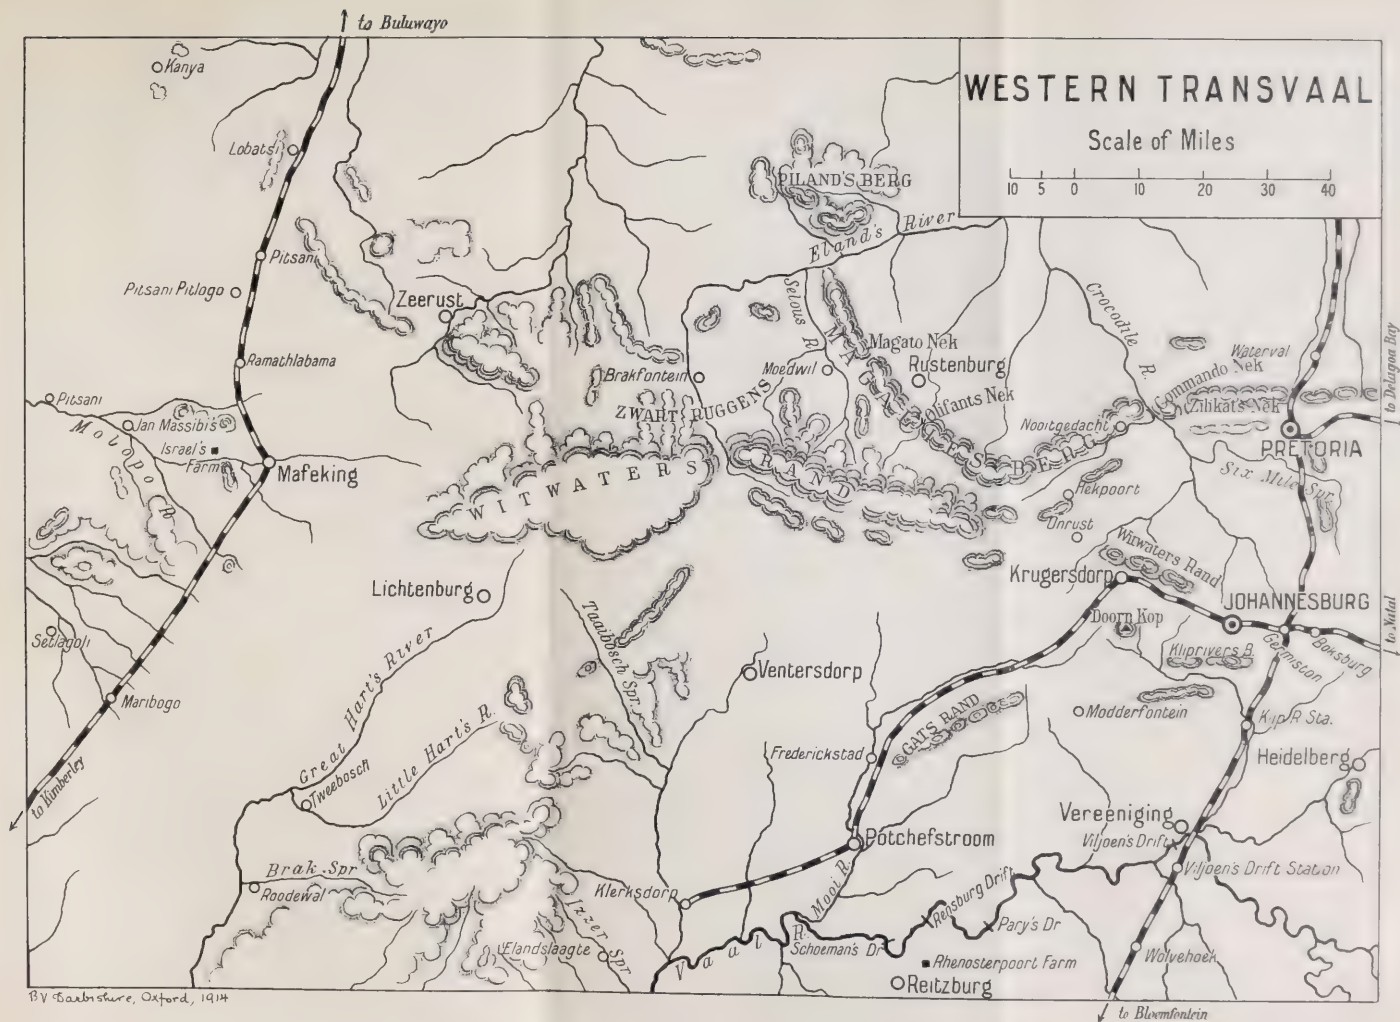 to Buluwayo
WESTERN TRANSVAAL
Scale of Miles
10 5 0 10 20 30 40
Kanya
Lobatsi
PILAND'S BERG
Eland's River
Pitsani
Pitsani Pitlogo
Zeerust
Selous R.
Crocodile R.
Magato Nek
Waterval
to Delagoa Bay
Ramathlabama
Brakfontein
Moedwil
Rustenburg
Commando Nek
Pitsani
ZWART RUGGENS
Olifants Nek
Zilikats Nek
Jan Massibi's
Nooitgedacht
MAGALIESBERG
PRETORIA
Molopo R.
Israel's
Farm
Mafeking
WITWATERS RAND
Six Mile Spr.
Hekpoort
Onrust
Witwaters Rand
Lichtenburg
Krugersdorp
JOHANNESBURG
to Natal
Taaibosch Spr.
Doorn Kop
Setlagoli
Germiston
Boksburg
Kliprivers B.
Great Hart's River
Ventersdorp
Maribogo
Little Hart's R.
GATS RAND
Modderfontein
Klip R. Sta.
Frederickstad
Heidelberg
to Kimberley
Tweebosch
Vereeniging
Potchefstroom
Viljoen's Drift
Brak. Spr
Viljoen's Drift Station
Roodewal
Klerksdorp
Mooi R.
Rensburg Drift
Izzer Spr
Pary's Dr
Elandslaagte
Vaal R.
Schoeman's Dr
Wolvehoek
Rhenosterpoort Farm
Reitzburg
BV Darbishire, Oxford, 1914
to Bloemfontein